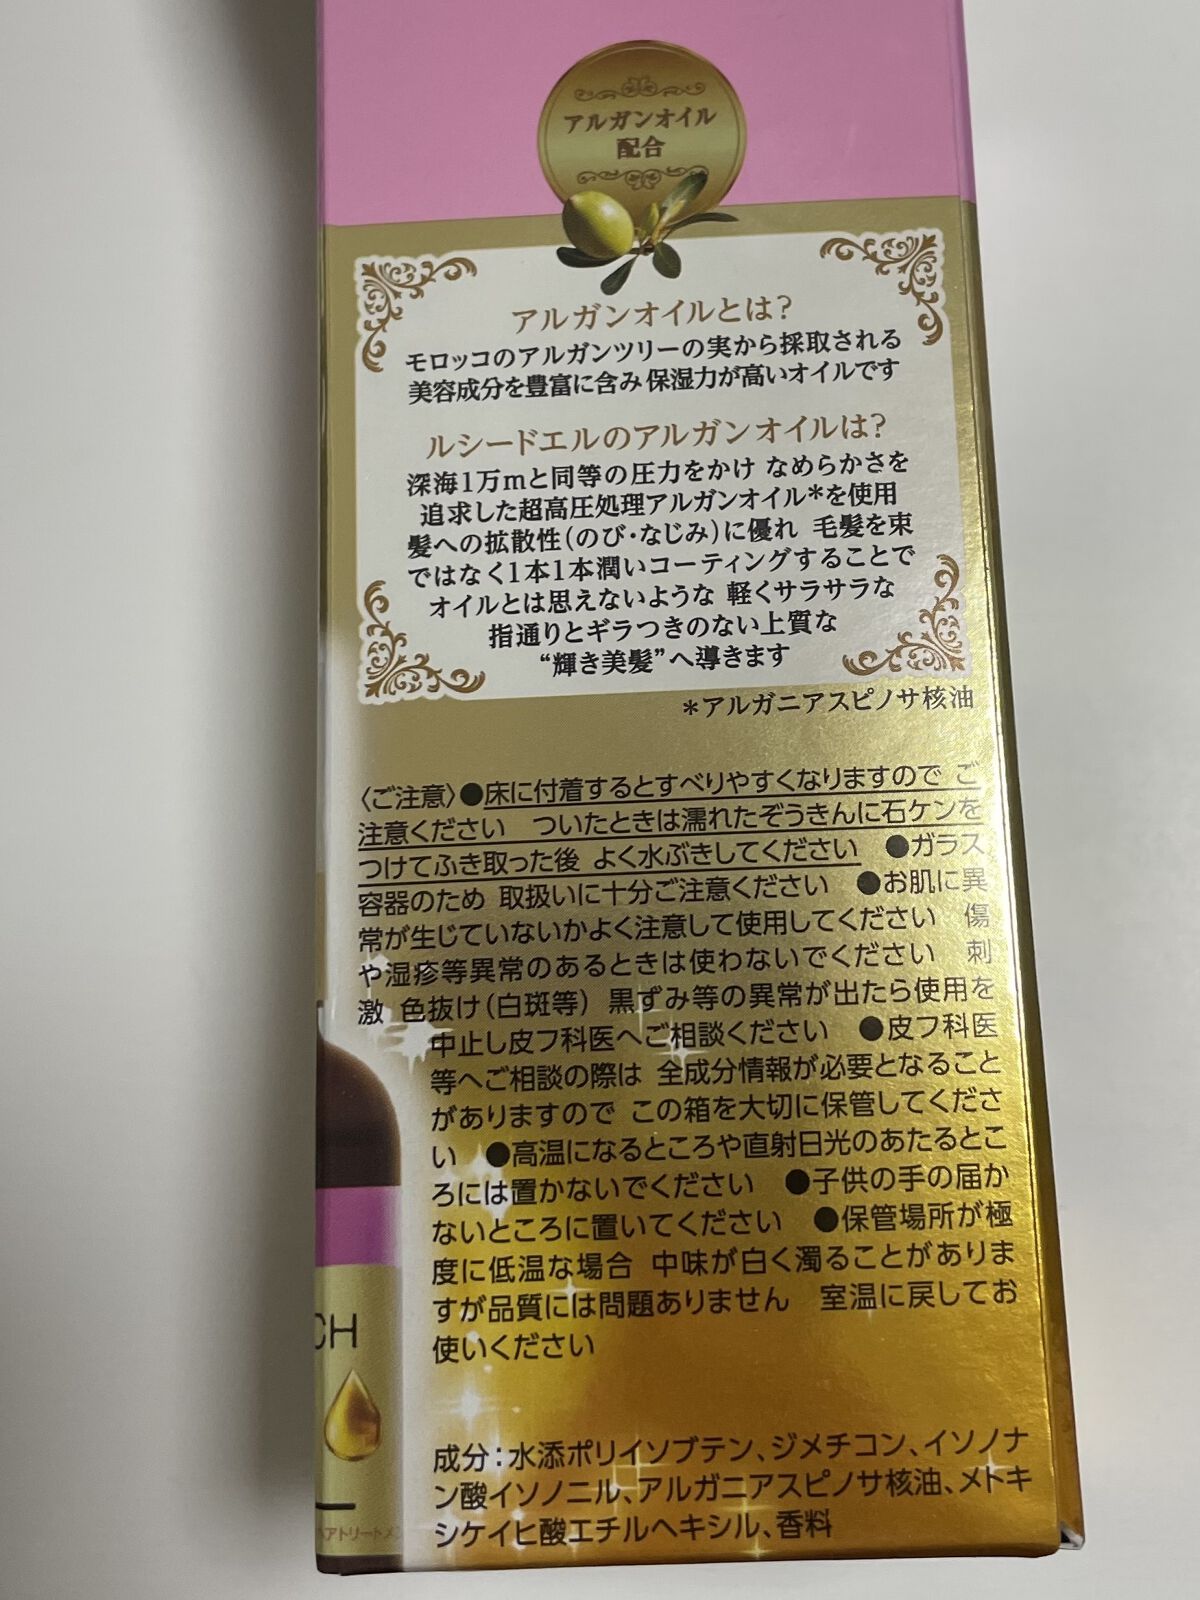 アルガンオイル
配合
アルガンオイルとは?
モロッコのアルガンツリーの実から採取される
美容成分を豊富に含み 保湿力が高いオイルです
ルシードエルのアルガンオイルは?
深海1万mと同等の圧力をかけ なめらかさを
追求した超高圧処理アルガンオイル*を使用
髪への拡散性(のび・なじみ)に優れ 毛髪を束
ではなく1本1本潤いコーティングすることで
オイルとは思えないような 軽くサラサラな
指通りとギラつきのない上質な
“輝き美髪”へ導きます
*アルガニアスピノサ核油
〈ご注意〉●床に付着するとすべりやすくなりますので ご
注意ください ついたときは濡れたぞうきんに石ケンを
つけてふき取った後 よく水ぶきしてください ●ガラス
容器のため 取扱いに十分ご注意ください ●お肌に異
常が生じていないかよく注意して使用してください 傷
や湿疹等異常のあるときは使わないでください 刺
激 色抜け(白斑等) 黒ずみ等の異常が出たら使用を
中止し皮フ科医へご相談ください ●皮フ科医
等へご相談の際は 全成分情報が必要となること
がありますので この箱を大切に保管してくださ
い ●高温になるところや直射日光のあたるとこ
ろには置かないでください ●子供の手の届か
ないところに置いてください ●保管場所が極
度に低温な場合 中味が白く濁ることがありま
すが品質には問題ありません 室温に戻してお
使いください
CH
ヘアトリートメン
成分:水添ポリイソブテン、ジメチコン、イソノナ
ン酸イソノニル、アルガニアスピノサ核油、メトキ
シケイヒ酸エチルヘキシル、香料